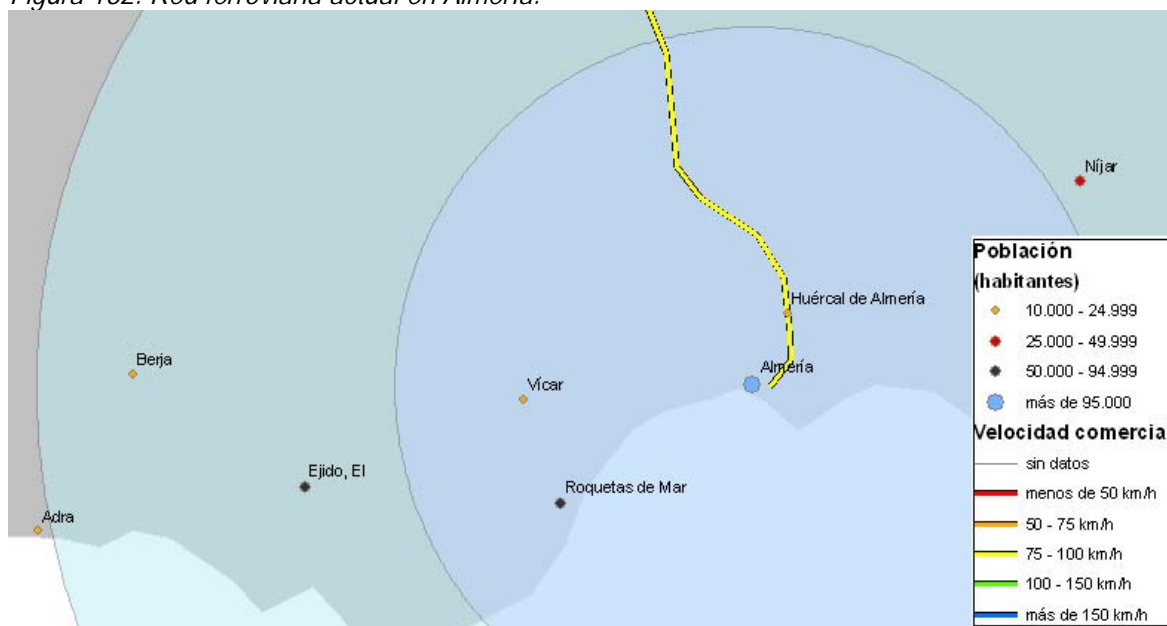 Figura 152. Red ferroviaria actual en Almería.
Níjar
Huércal de Almería
Berja
Almería
Vícar
Ejido, El
Roquetas de Mar
Adra
Población
(habitantes)
10.000 - 24.999
25.000 - 49.999
50.000 - 94.999
más de 95.000
Velocidad comercia
sin datos
menos de 50 km/h
50 - 75 km/h
75 - 100 km/h
100 - 150 km/h
más de 150 km/h